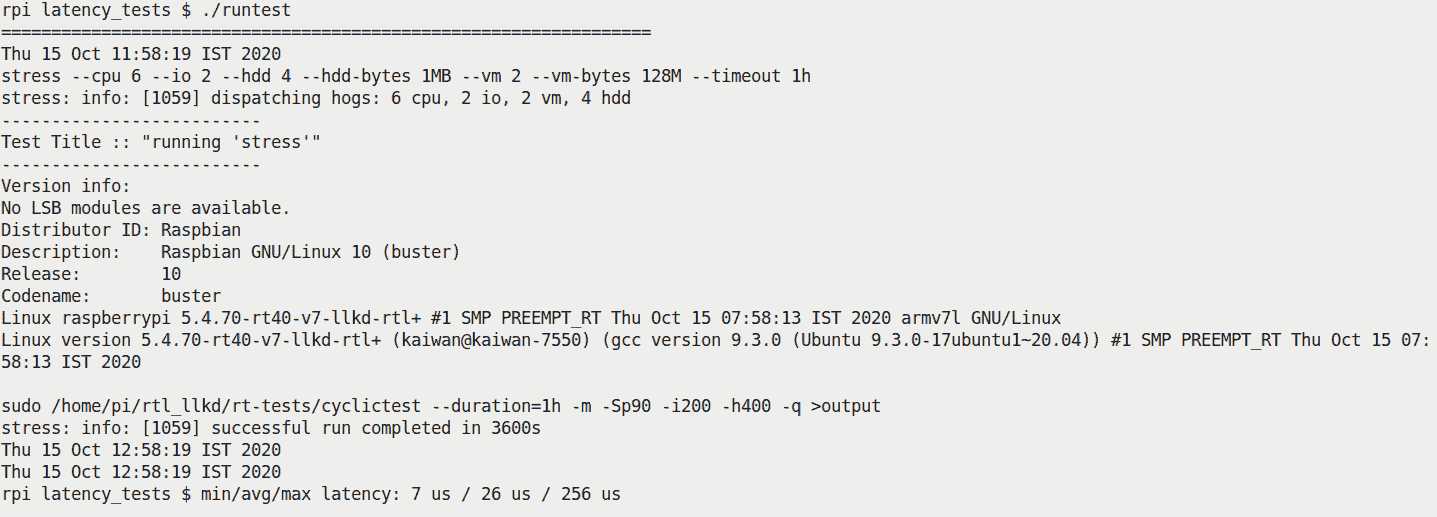 rpi latency_tests $ ./runtest
=================================================================
Thu 15 Oct 11:58:19 IST 2020
stress --cpu 6 --io 2 --hdd 4 --hdd-bytes 1MB --vm 2 --vm-bytes 128M --timeout 1h
stress: info: [1059] dispatching hogs: 6 cpu, 2 io, 2 vm, 4 hdd
--------------------------
Test Title :: "running 'stress'"
--------------------------
Version info:
No LSB modules are available.
Distributor ID: Raspbian
Description:    Raspbian GNU/Linux 10 (buster)
Release:        10
Codename:       buster
Linux raspberrypi 5.4.70-rt40-v7-llkd-rtl+ #1 SMP PREEMPT_RT Thu Oct 15 07:58:13 IST 2020 armv7l GNU/Linux
Linux version 5.4.70-rt40-v7-llkd-rtl+ (kaiwan@kaiwan-7550) (gcc version 9.3.0 (Ubuntu 9.3.0-17ubuntu1~20.04)) #1 SMP PREEMPT_RT Thu Oct 15 07:
58:13 IST 2020

sudo /home/pi/rtl_llkd/rt-tests/cyclictest --duration=1h -m -Sp90 -i200 -h400 -q >output
stress: info: [1059] successful run completed in 3600s
Thu 15 Oct 12:58:19 IST 2020
Thu 15 Oct 12:58:19 IST 2020
rpi latency_tests $ min/avg/max latency: 7 us / 26 us / 256 us